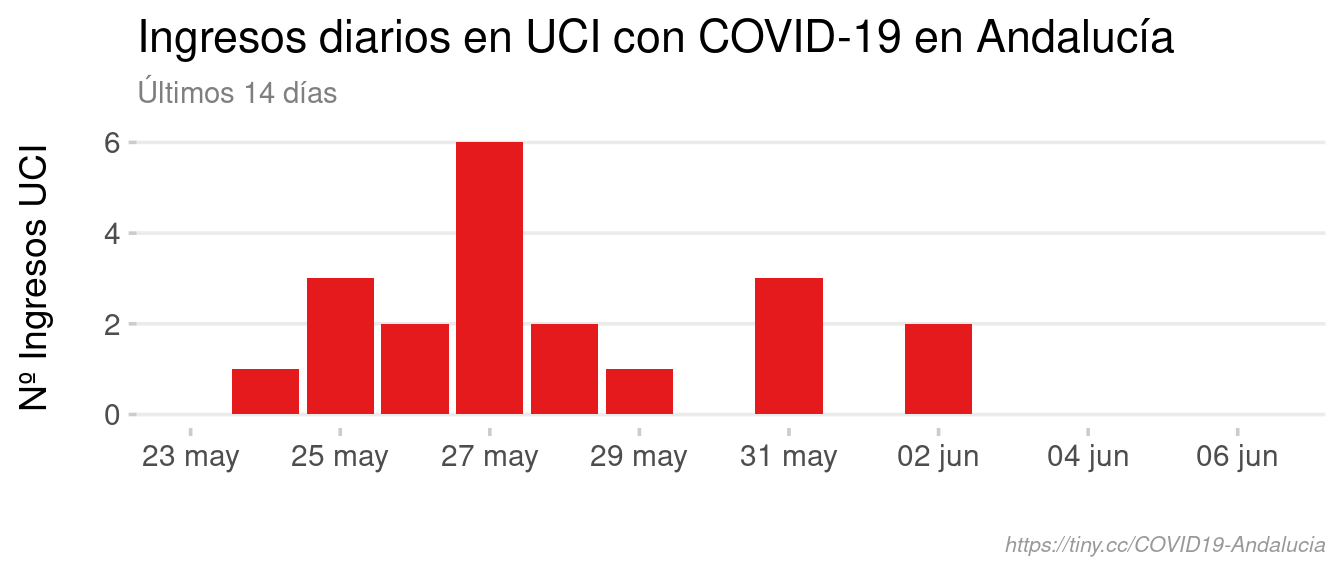 Ingresos diarios en UCI con COVID-19 en Andalucía
Últimos 14 días
Nº Ingresos UCI
6
4
2
0
23 may 25 may 27 may 29 may 31 may 02 jun 04 jun 06 jun
https://tiny.cc/COVID19-Andalucia